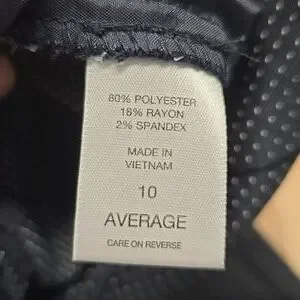 80% POLYESTER
18% RAYON
2% SPANDEX
MADE IN
VIETNAM
10
AVERAGE
CARE ON REVERSE